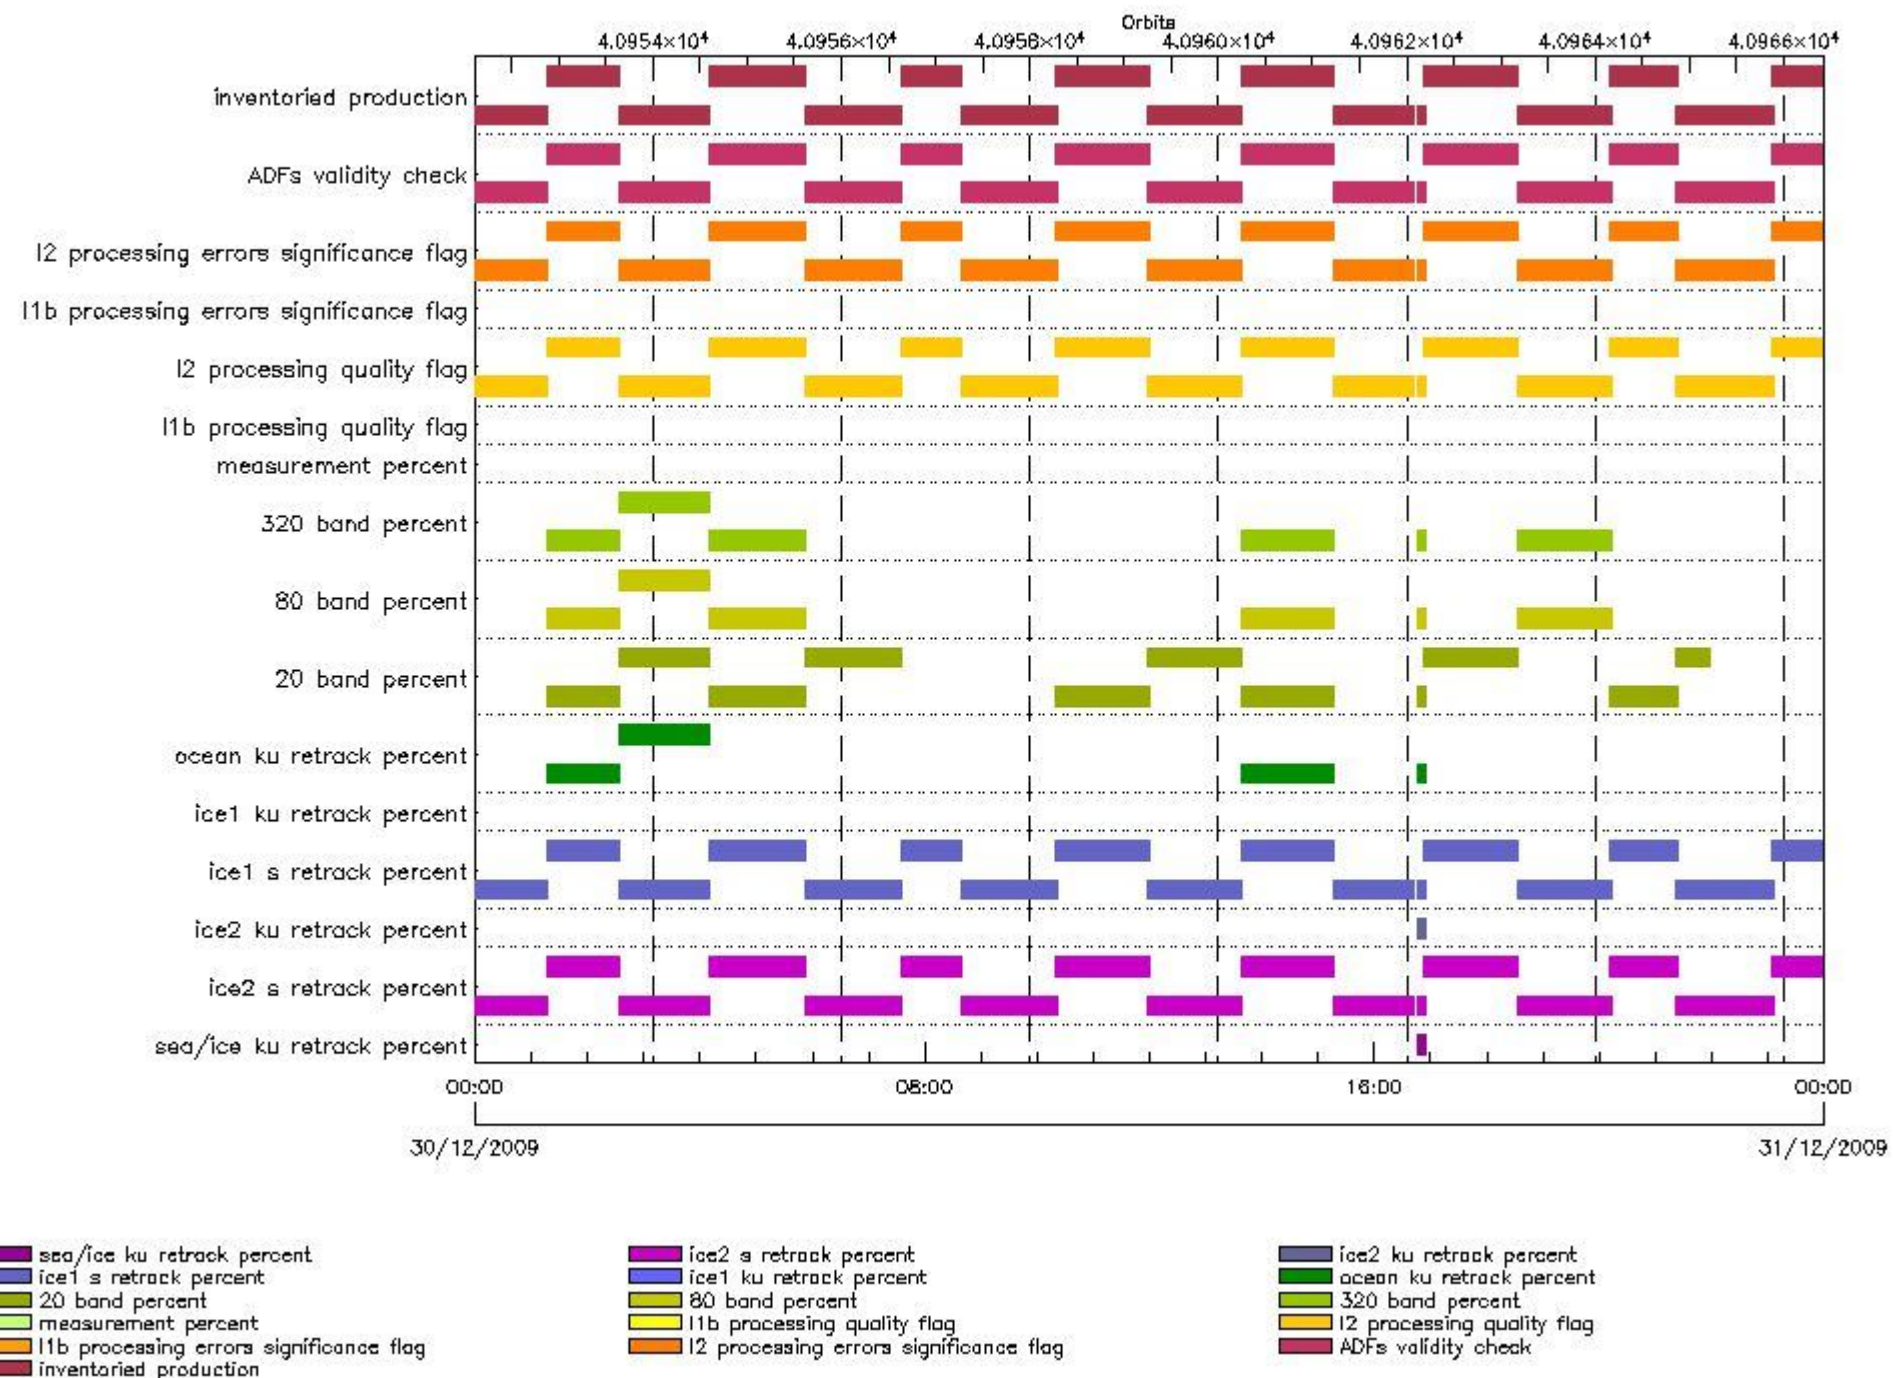 Orbits
4.0954×10⁴ 4.0956×10⁴ 4.0958×10⁴ 4.0960×10⁴ 4.0962×10⁴ 4.0964×10⁴ 4.0966×10⁴
inventoried production
ADFs validity check
l2 processing errors significance flag
l1b processing errors significance flag
l2 processing quality flag
l1b processing quality flag
measurement percent
320 band percent
80 band percent
20 band percent
ocean ku retrack percent
ice1 ku retrack percent
ice1 s retrack percent
ice2 ku retrack percent
ice2 s retrack percent
sea/ice ku retrack percent
00:00 08:00 16:00 00:00
30/12/2009 31/12/2009
sea/ice ku retrack percent ice2 s retrack percent ice2 ku retrack percent
ice1 s retrack percent ice1 ku retrack percent ocean ku retrack percent
20 band percent 80 band percent 320 band percent
measurement percent l1b processing quality flag l2 processing quality flag
l1b processing errors significance flag l2 processing errors significance flag ADFs validity check
inventoried production